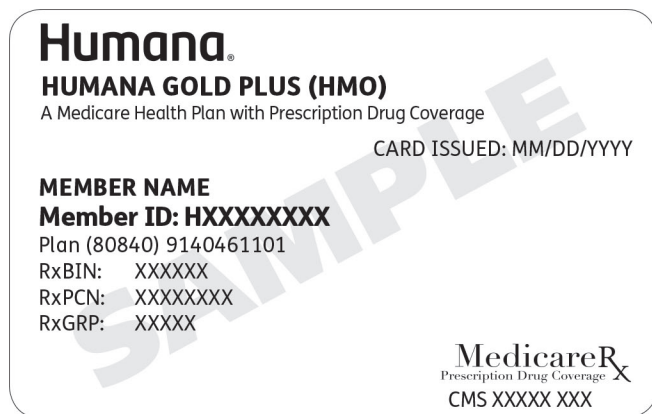 Humana®
HUMANA GOLD PLUS (HMO)
A Medicare Health Plan with Prescription Drug Coverage
CARD ISSUED: MM/DD/YYYY
MEMBER NAME
Member ID: HXXXXXXXX
Plan (80840) 9140461101
RxBIN: XXXXXX
RxPCN: XXXXXXXX
RxGRP: XXXXX
SAMPLE
MedicareRx
Prescription Drug Coverage
CMS XXXXX XXX